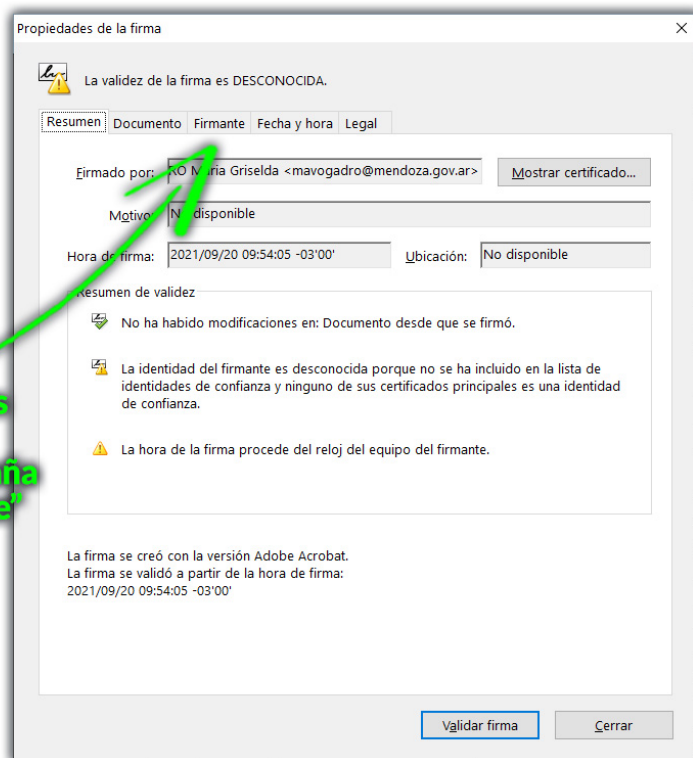 Propiedades de la firma
La validez de la firma es DESCONOCIDA.
Resumen Documento Firmante Fecha y hora Legal
Firmado por: RO Maria Griselda <mavogadro@mendoza.gov.ar> Mostrar certificado...
Motivo: No disponible
Hora de firma: 2021/09/20 09:54:05 -03'00' Ubicación: No disponible
Resumen de validez
No ha habido modificaciones en: Documento desde que se firmó.
La identidad del firmante es desconocida porque no se ha incluido en la lista de
identidades de confianza y ninguno de sus certificados principales es una identidad
de confianza.
La hora de la firma procede del reloj del equipo del firmante.
La firma se creó con la versión Adobe Acrobat.
La firma se validó a partir de la hora de firma:
2021/09/20 09:54:05 -03'00'
Validar firma Cerrar